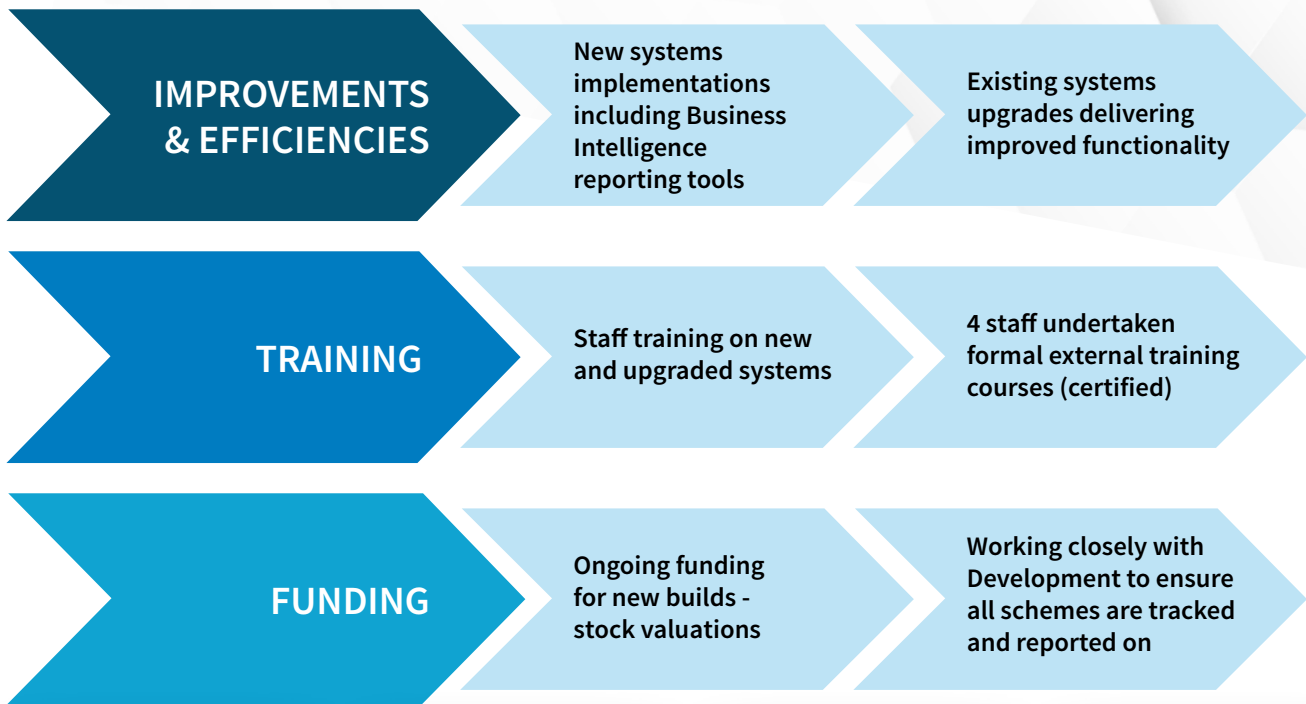 IMPROVEMENTS
& EFFICIENCIES
New systems
implementations
including Business
Intelligence
reporting tools
Existing systems
upgrades delivering
improved functionality
TRAINING
Staff training on new
and upgraded systems
4 staff undertaken
formal external training
courses (certified)
FUNDING
Ongoing funding
for new builds -
stock valuations
Working closely with
Development to ensure
all schemes are tracked
and reported on